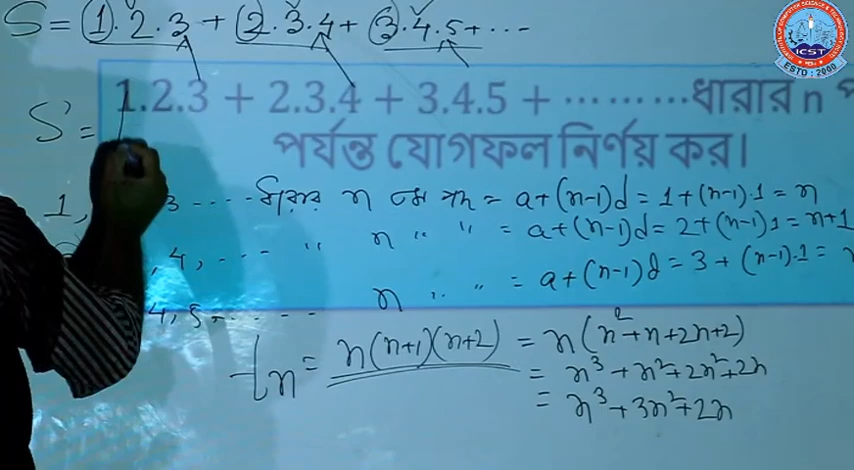 S = 1.2.3 + 2.3.4 + 3.4.5 + ...
1.2.3 + 2.3.4 + 3.4.5 + ⋯⋯⋯ধারার n
পর্যন্ত যোগফল নির্ণয় কর।
S =
1, 3 .... ধারার n তম পদ = a+(n-1)d = 1+(n-1).1 = n
, 4, ... " n " " = a+(n-1)d = 2+(n-1)1 = n+1
4, 5 ..... n " " = a+(n-1)d = 3+(n-1).1 =
tn = n(n+1)(n+2) = n(n²+n+2n+2)
= n³+n²+2n²+2n
= n³+3n²+2n
ICST
ESTD : 2000